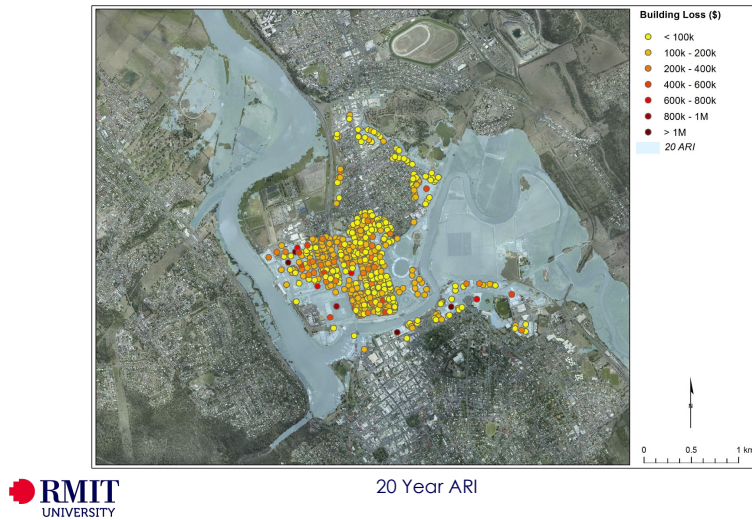 Building Loss ($)
< 100k
100k - 200k
200k - 400k
400k - 600k
600k - 800k
800k - 1M
> 1M
20 ARI
N
0 0.5 1 km
RMIT
UNIVERSITY
20 Year ARI